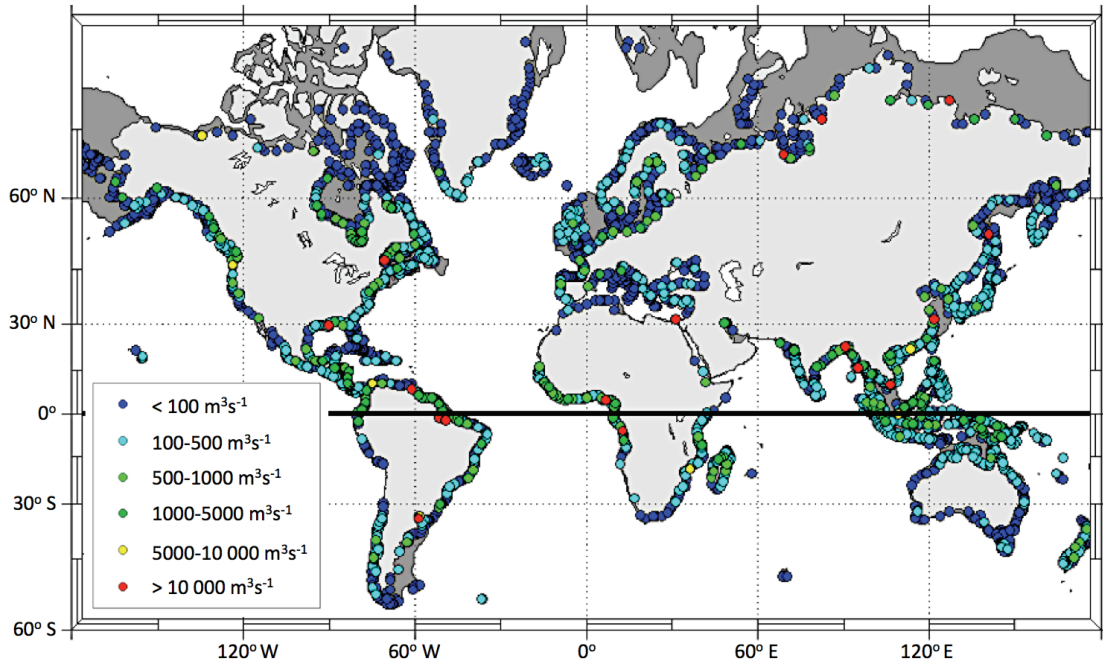 60° N
30° N
0°
30° S
60° S
< 100 m³s⁻¹
100-500 m³s⁻¹
500-1000 m³s⁻¹
1000-5000 m³s⁻¹
5000-10 000 m³s⁻¹
> 10 000 m³s⁻¹
120° W
60° W
0°
60° E
120° E